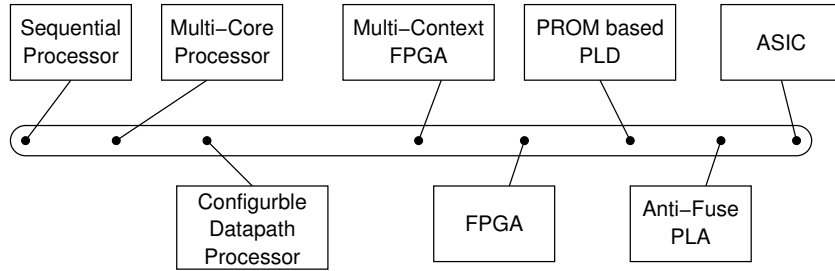 Sequential
Processor
Multi−Core
Processor
Multi−Context
FPGA
PROM based
PLD
ASIC
Configurble
Datapath
Processor
FPGA
Anti−Fuse
PLA